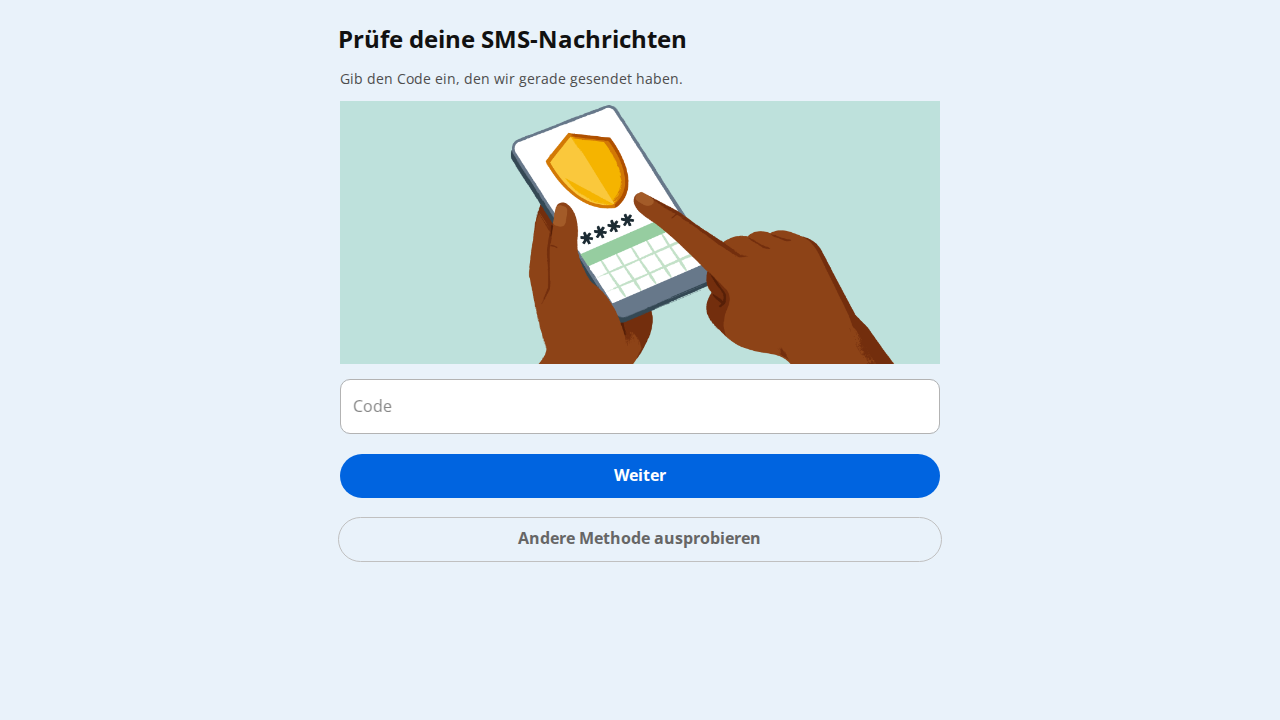 Prüfe deine SMS-Nachrichten
Gib den Code ein, den wir gerade gesendet haben.
****
Code
Weiter
Andere Methode ausprobieren